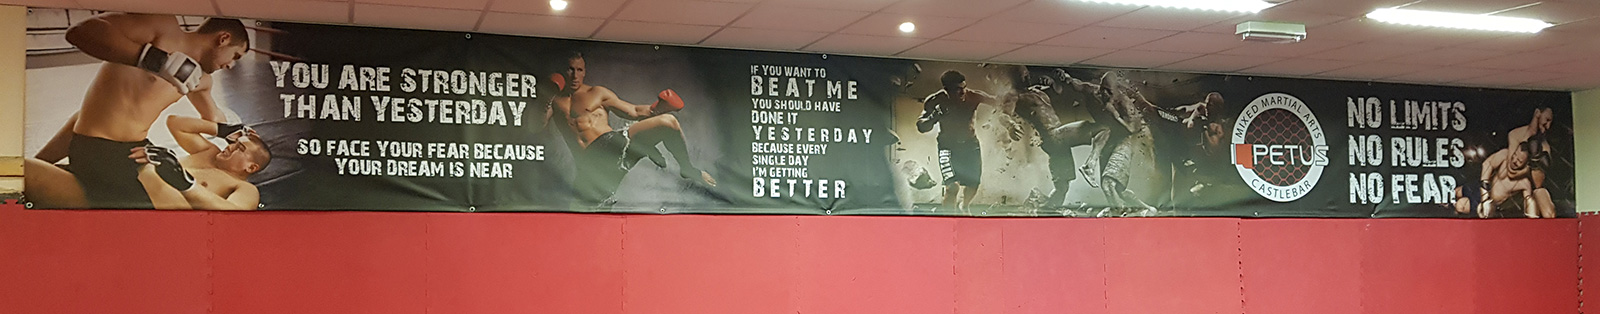 YOU ARE STRONGER
THAN YESTERDAY
SO FACE YOUR FEAR BECAUSE
YOUR DREAM IS NEAR
IF YOU WANT TO
BEAT ME
YOU SHOULD HAVE
DONE IT
YESTERDAY
BECAUSE EVERY
SINGLE DAY
I'M GETTING
BETTER
MIXED MARTIAL ARTS
PETUS
CASTLEBAR
NO LIMITS
NO RULES
NO FEAR